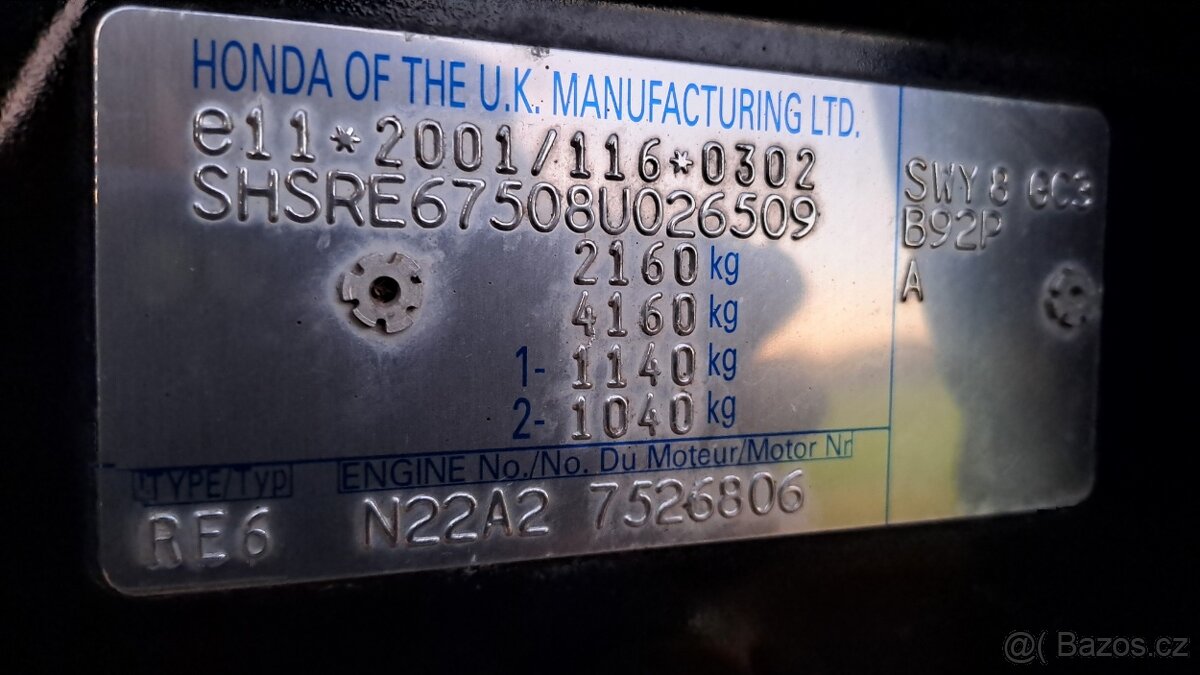 HONDA OF THE U.K. MANUFACTURING LTD.
e11*2001/116*0302
SHSRE67508U026509
2160 kg
4160 kg
1- 1140 kg
2- 1040 kg
SWY 8 GC3
B92P
A
TYPE/Typ
ENGINE No./No. Du Moteur/Motor Nr
RE6
N22A2 7526806
@( Bazos.cz